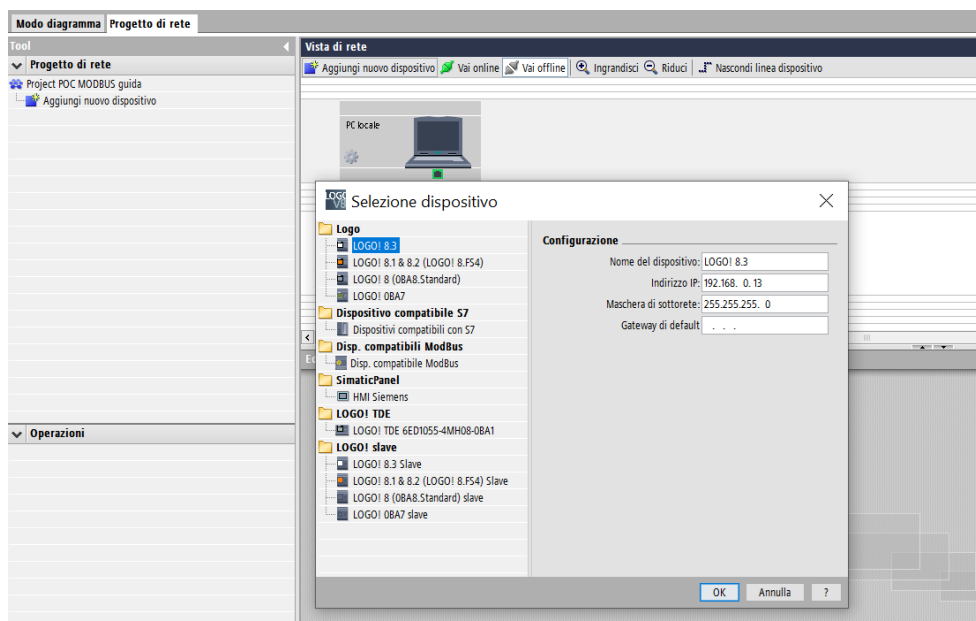 Modo diagramma Progetto di rete
Tool
Progetto di rete
Project POC MODBUS guida
Aggiungi nuovo dispositivo
Operazioni
Vista di rete
Aggiungi nuovo dispositivo Vai online Vai offline Ingrandisci Riduci Nascondi linea dispositivo
PC locale
Selezione dispositivo
Logo
LOGO! 8.3
LOGO! 8.1 & 8.2 (LOGO! 8.FS4)
LOGO! 8 (0BA8.Standard)
LOGO! 0BA7
Dispositivo compatibile S7
Dispositivi compatibili con S7
Disp. compatibili ModBus
Disp. compatibile ModBus
SimaticPanel
HMI Siemens
LOGO! TDE
LOGO! TDE 6ED1055-4MH08-0BA1
LOGO! slave
LOGO! 8.3 Slave
LOGO! 8.1 & 8.2 (LOGO! 8.FS4) Slave
LOGO! 8 (0BA8.Standard) slave
LOGO! 0BA7 slave
Configurazione
Nome del dispositivo: LOGO! 8.3
Indirizzo IP: 192.168. 0. 13
Maschera di sottorete: 255.255.255. 0
Gateway di default . . .
OK Annulla ?